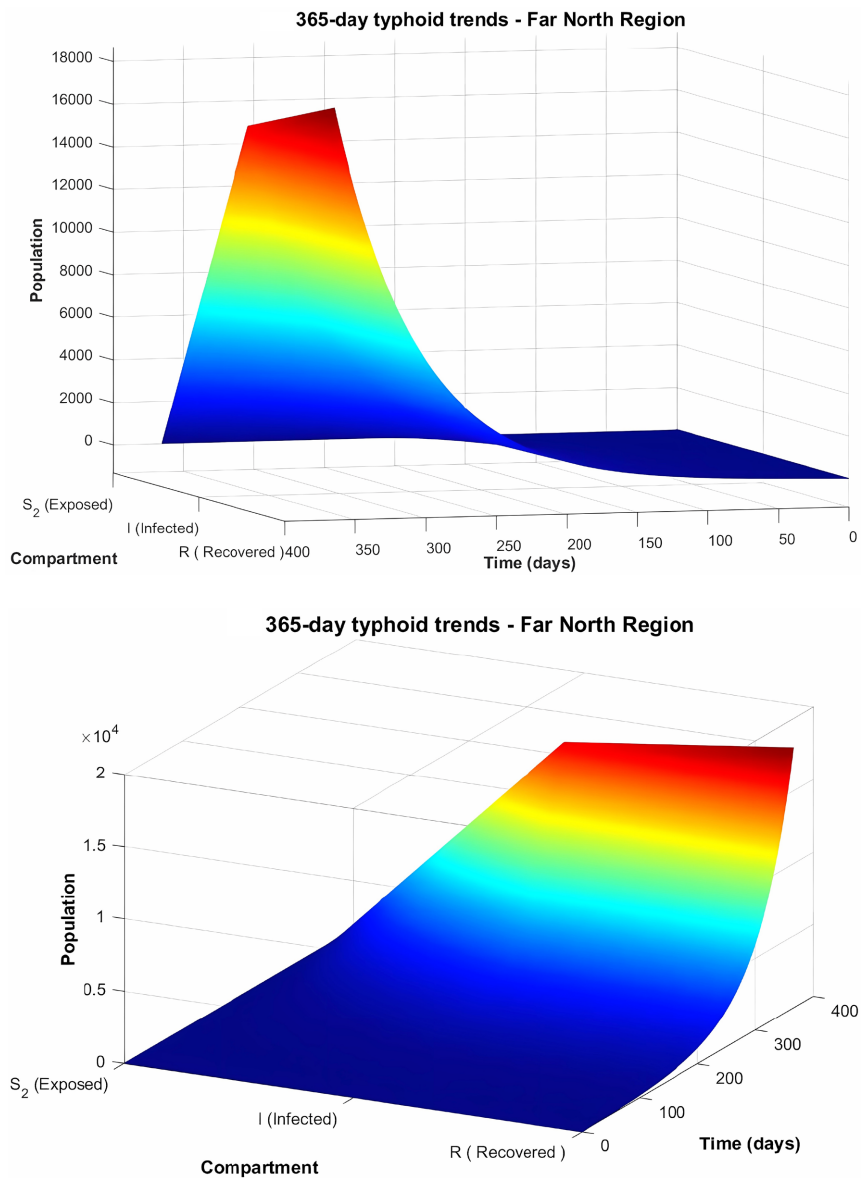 365-day typhoid trends - Far North Region
18000
16000
14000
12000
10000
8000
6000
4000
2000
0
Population
S2 (Exposed)
I (Infected)
R ( Recovered )
Compartment
400
350
300
250
200
150
100
50
0
Time (days)
365-day typhoid trends - Far North Region
×10^4
2
1.5
1
0.5
0
Population
S2 (Exposed)
I (Infected)
R ( Recovered )
Compartment
0
100
200
300
400
Time (days)